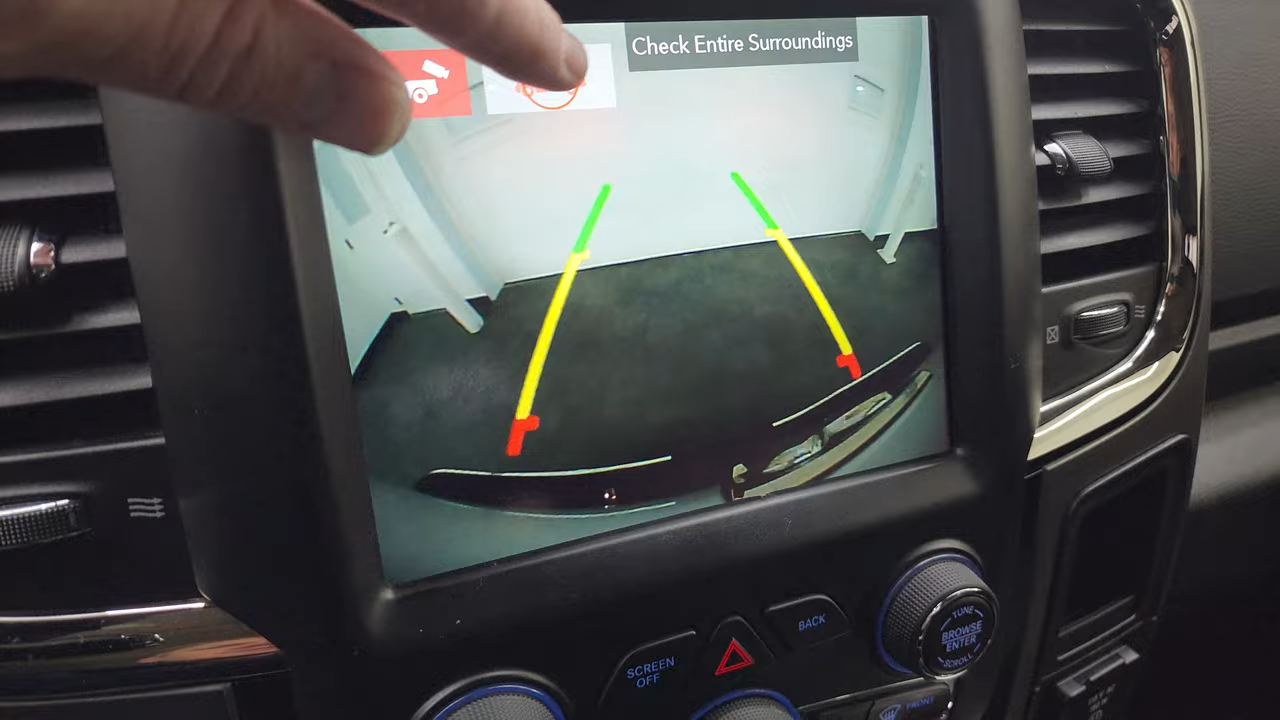 Check Entire Surroundings
BACK
SCREEN
OFF
TUNE
BROWSE
ENTER
SCROLL
FRONT